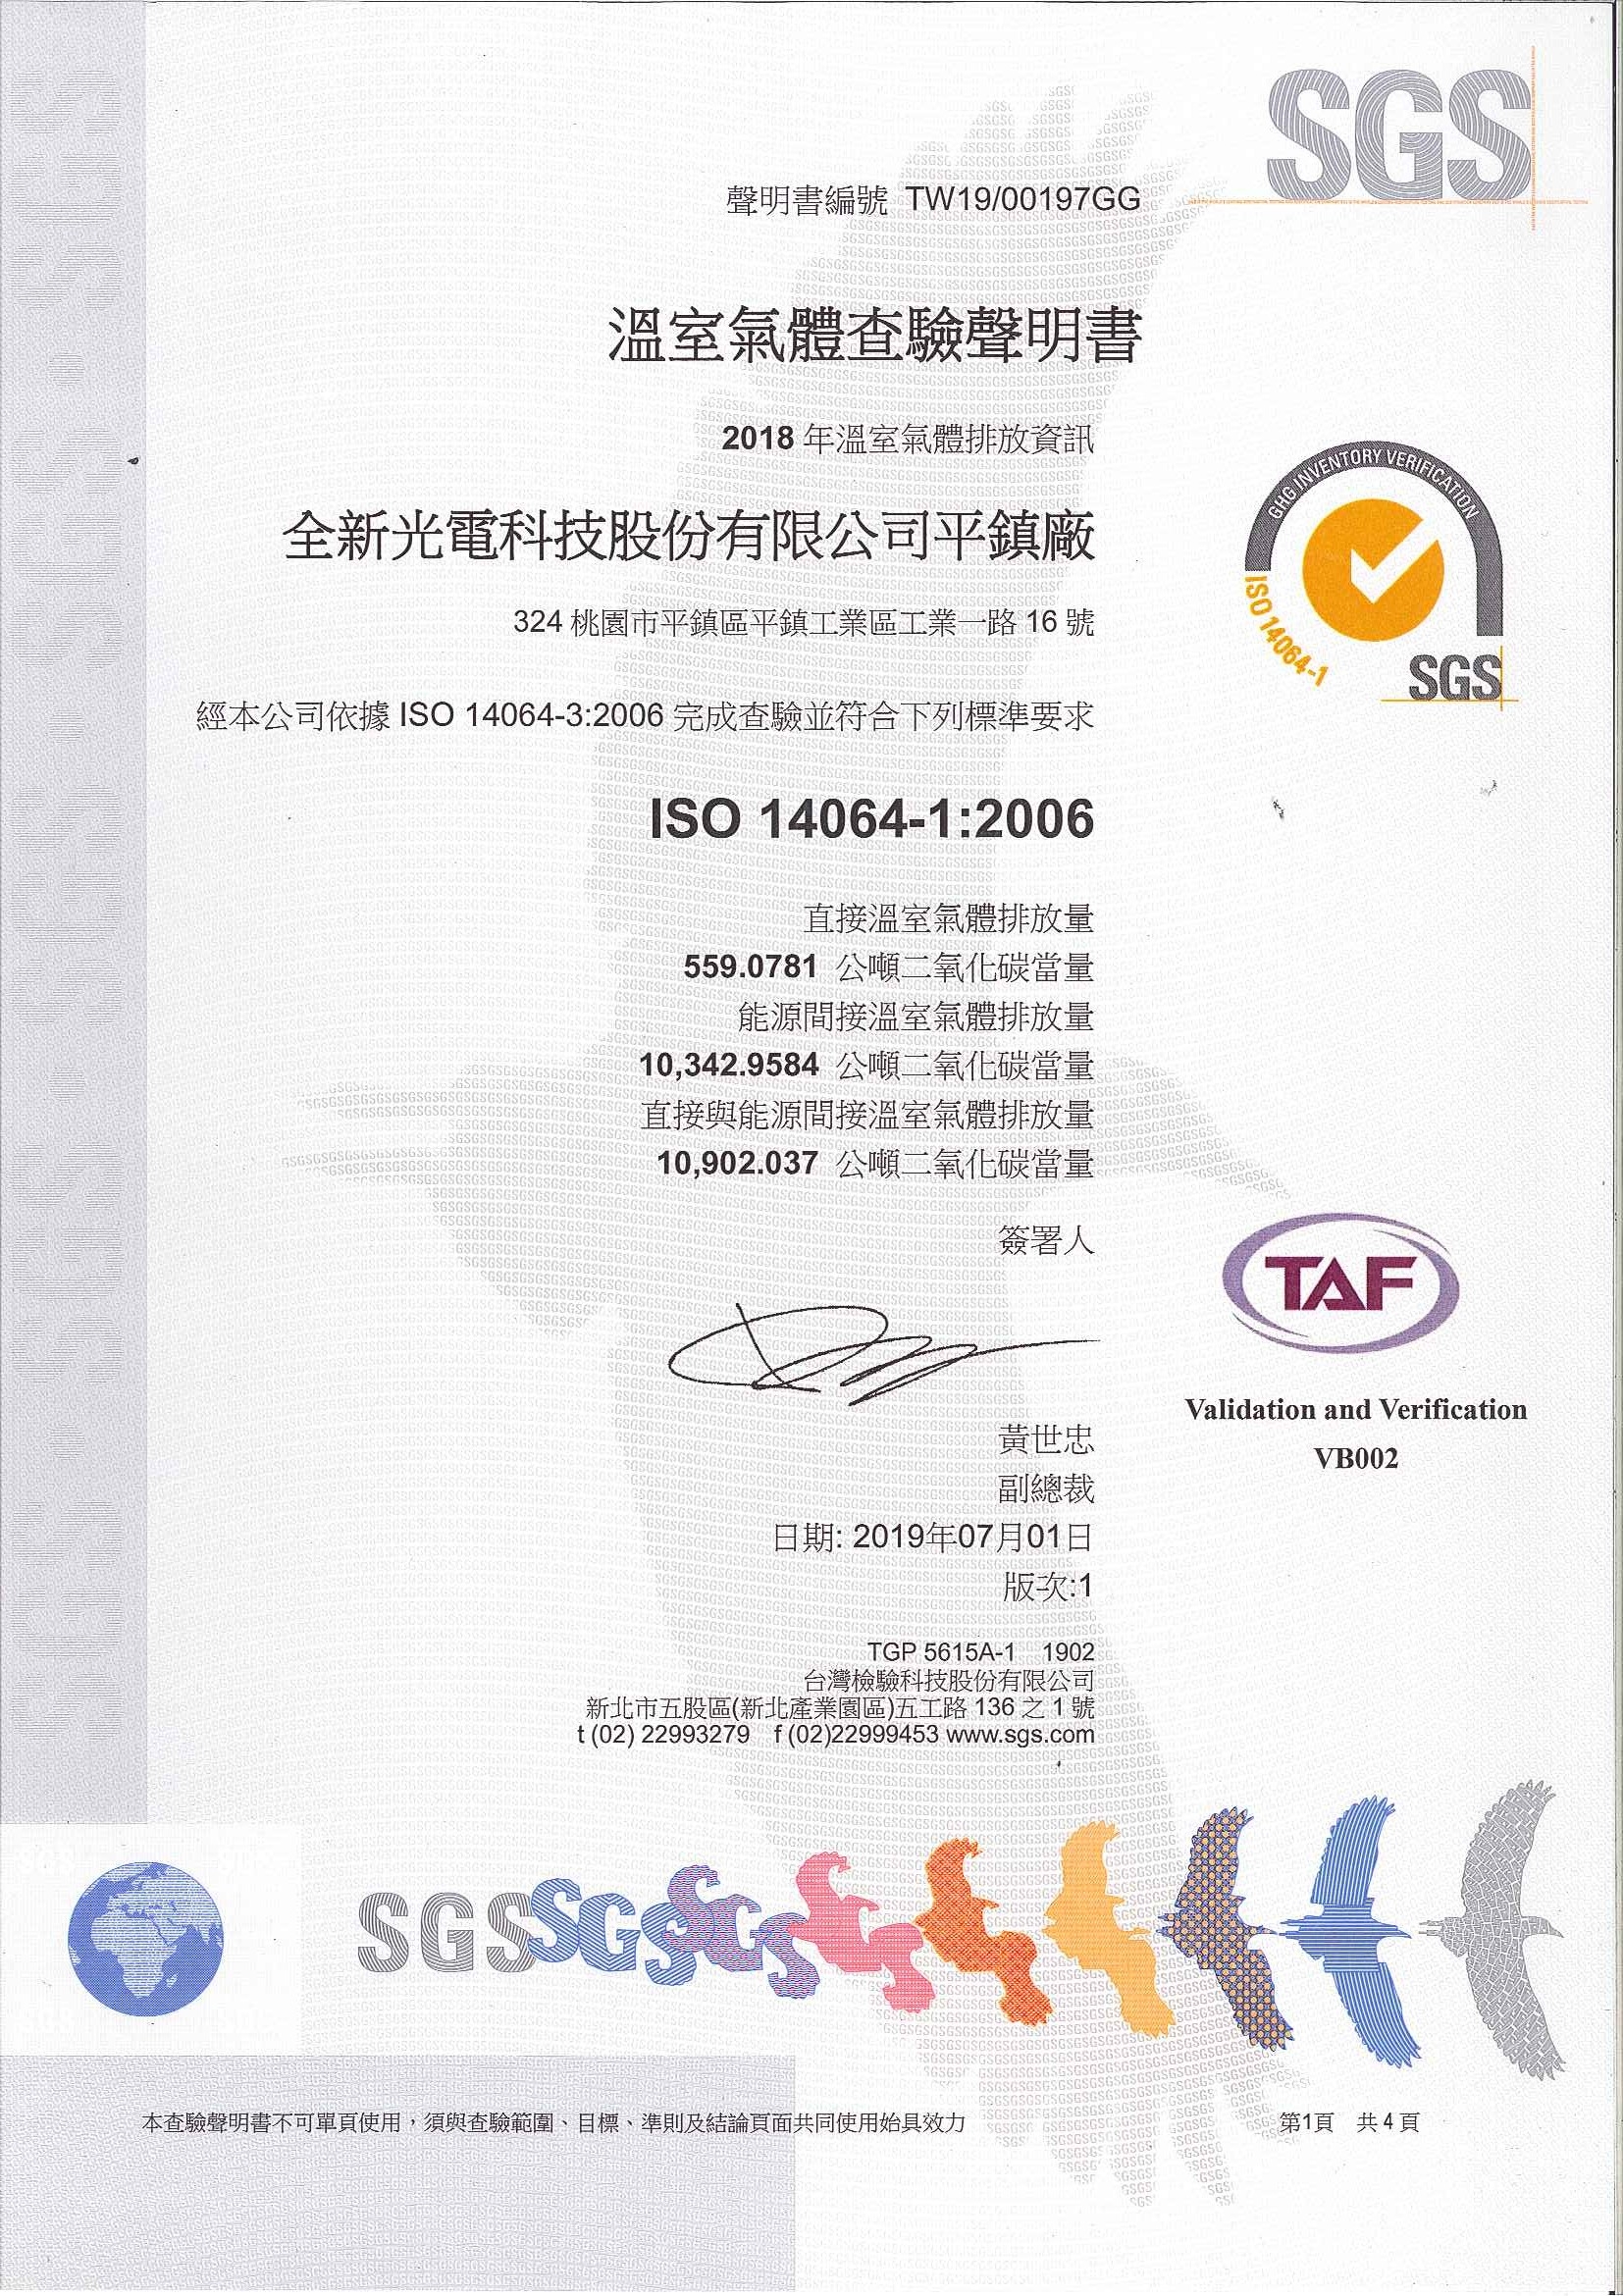 SGS
聲明書編號 TW19/00197GG
溫室氣體查驗聲明書
2018 年溫室氣體排放資訊
全新光電科技股份有限公司平鎮廠
GHG INVENTORY VERIFICATION
ISO 14064-1
SGS
324 桃園市平鎮區平鎮工業區工業一路 16 號
經本公司依據 ISO 14064-3:2006 完成查驗並符合下列標準要求
ISO 14064-1:2006
直接溫室氣體排放量
559.0781 公噸二氧化碳當量
能源間接溫室氣體排放量
10,342.9584 公噸二氧化碳當量
直接與能源間接溫室氣體排放量
10,902.037 公噸二氧化碳當量
簽署人
TAF
Validation and Verification
VB002
黃世忠
副總裁
日期: 2019年07月01日
版次:1
TGP 5615A-1 1902
台灣檢驗科技股份有限公司
新北市五股區(新北產業園區)五工路 136 之 1 號
t (02) 22993279 f (02)22999453 www.sgs.com
SGS SGS SGS
本查驗聲明書不可單頁使用，須與查驗範圍、目標、準則及結論頁面共同使用始具效力
第1頁 共 4 頁